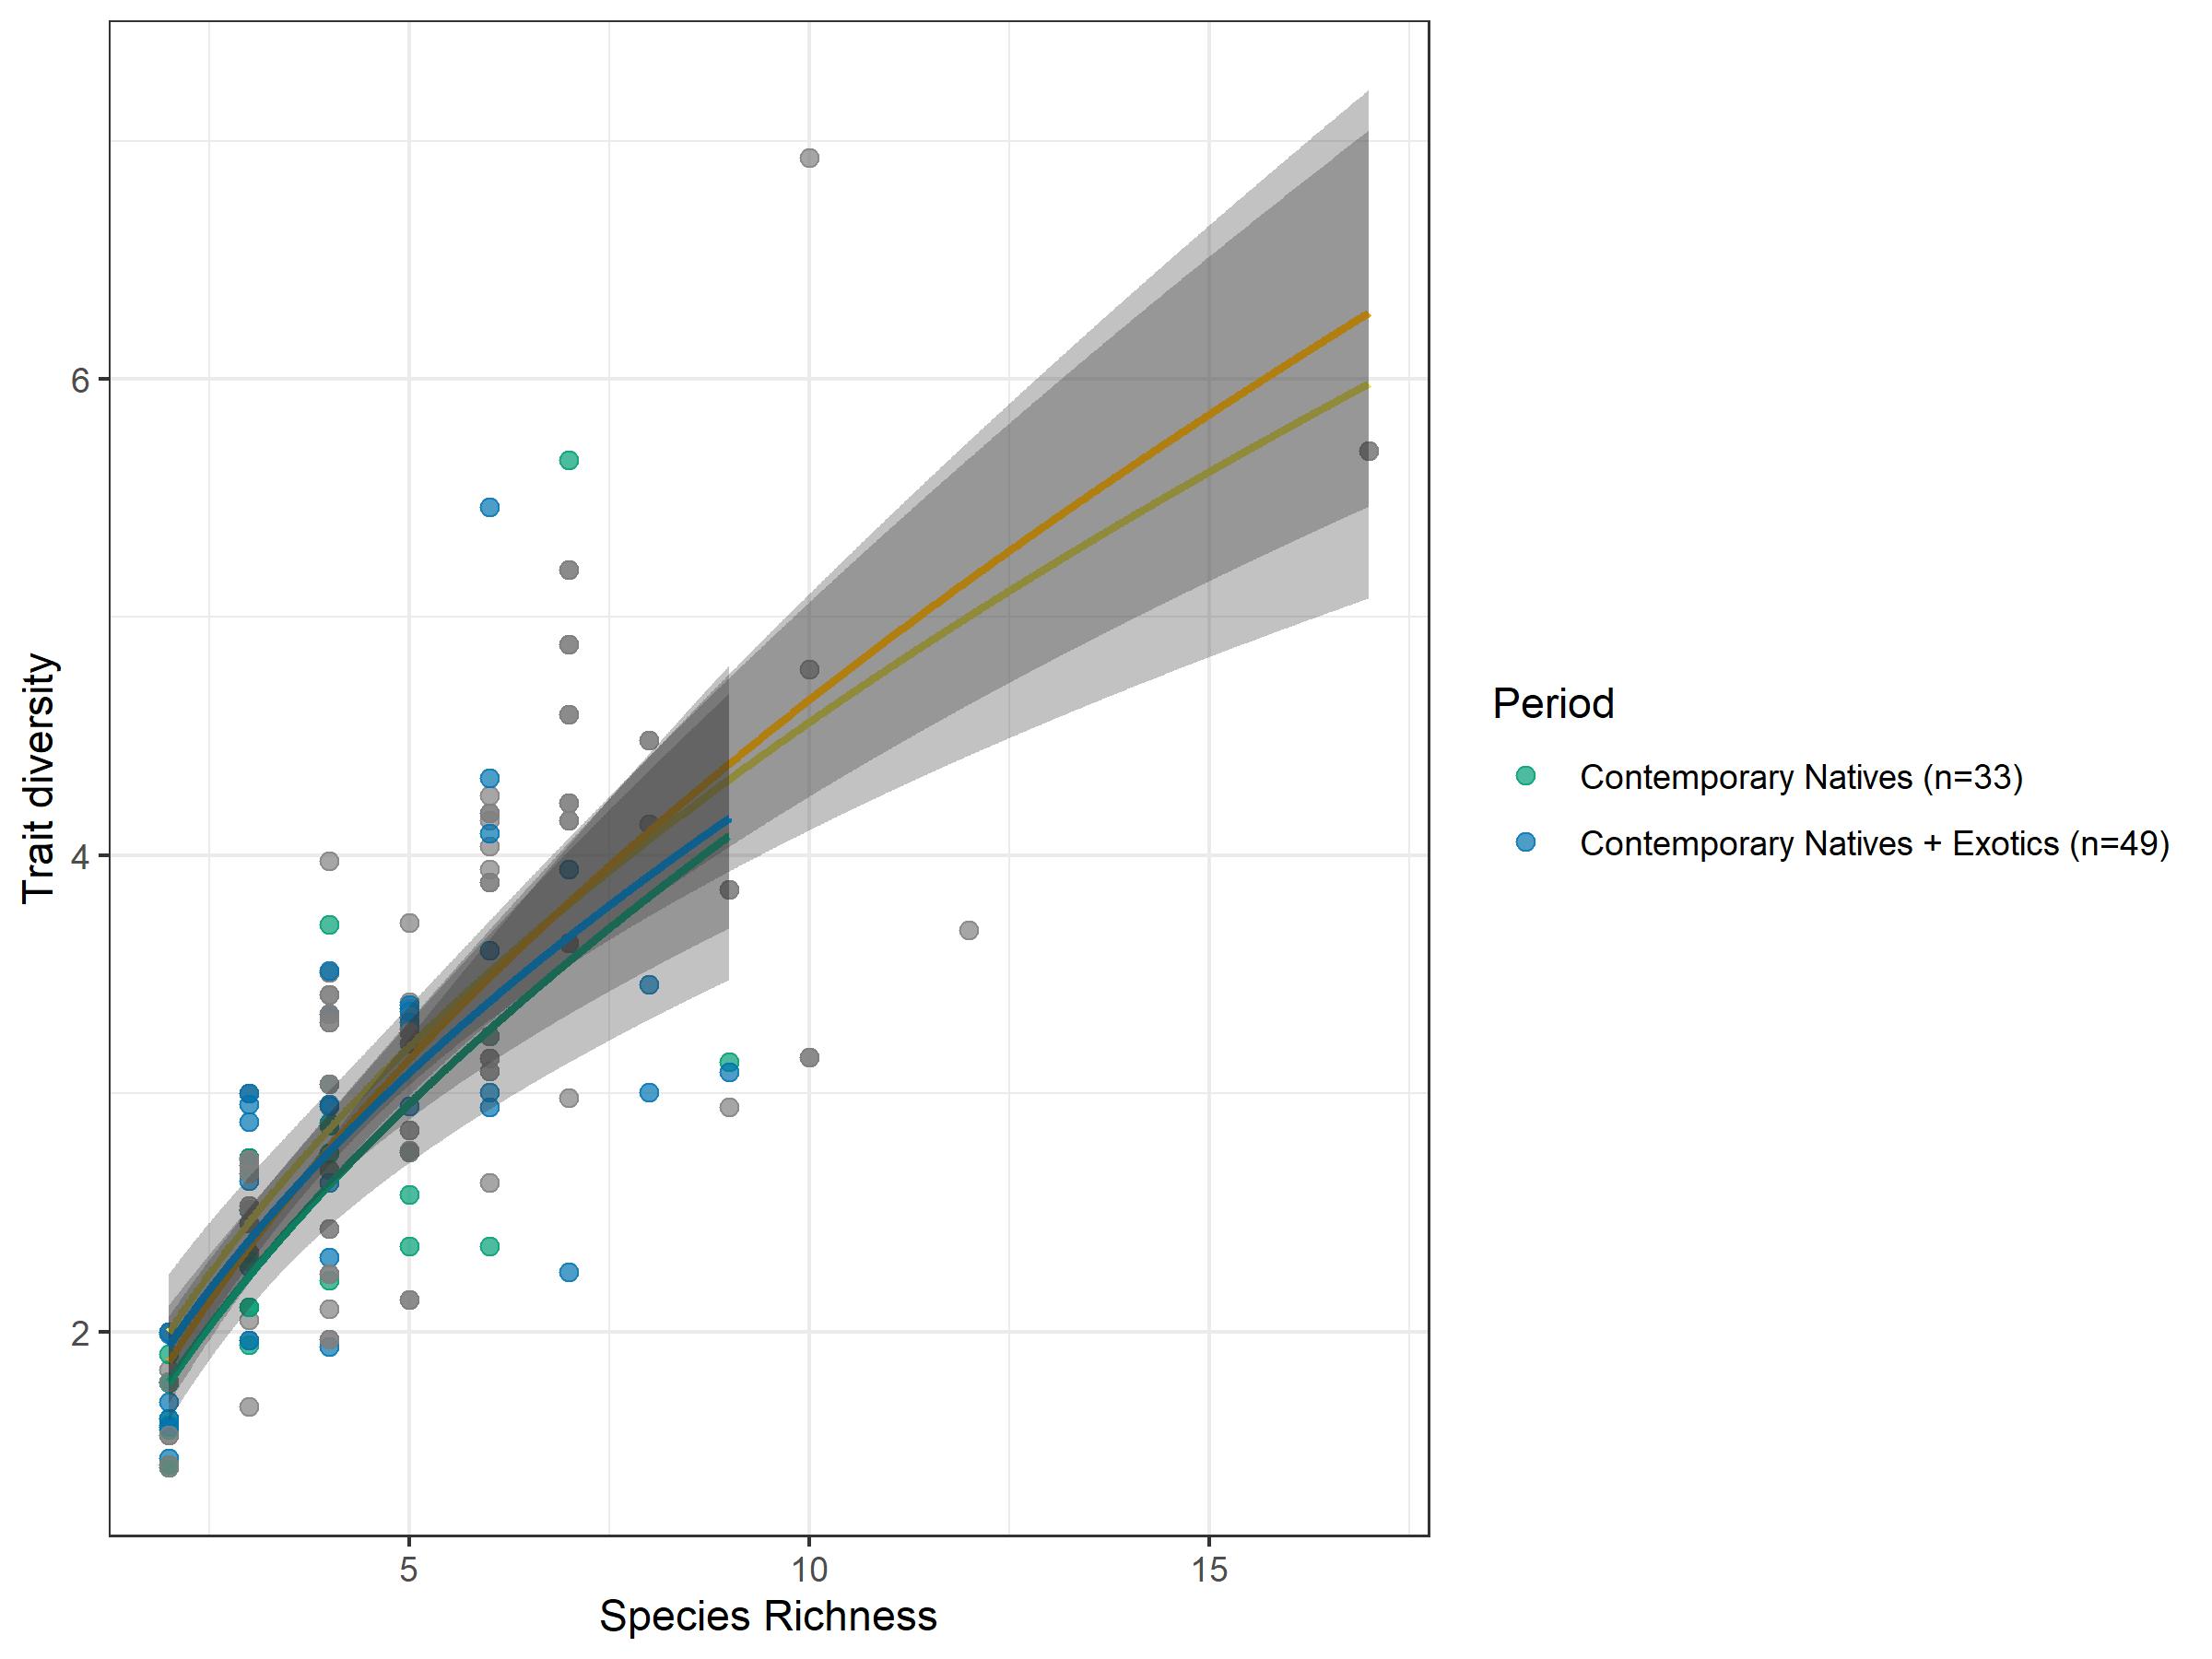 Trait diversity
6
4
2
5
10
15
Species Richness
Period
Contemporary Natives (n=33)
Contemporary Natives + Exotics (n=49)